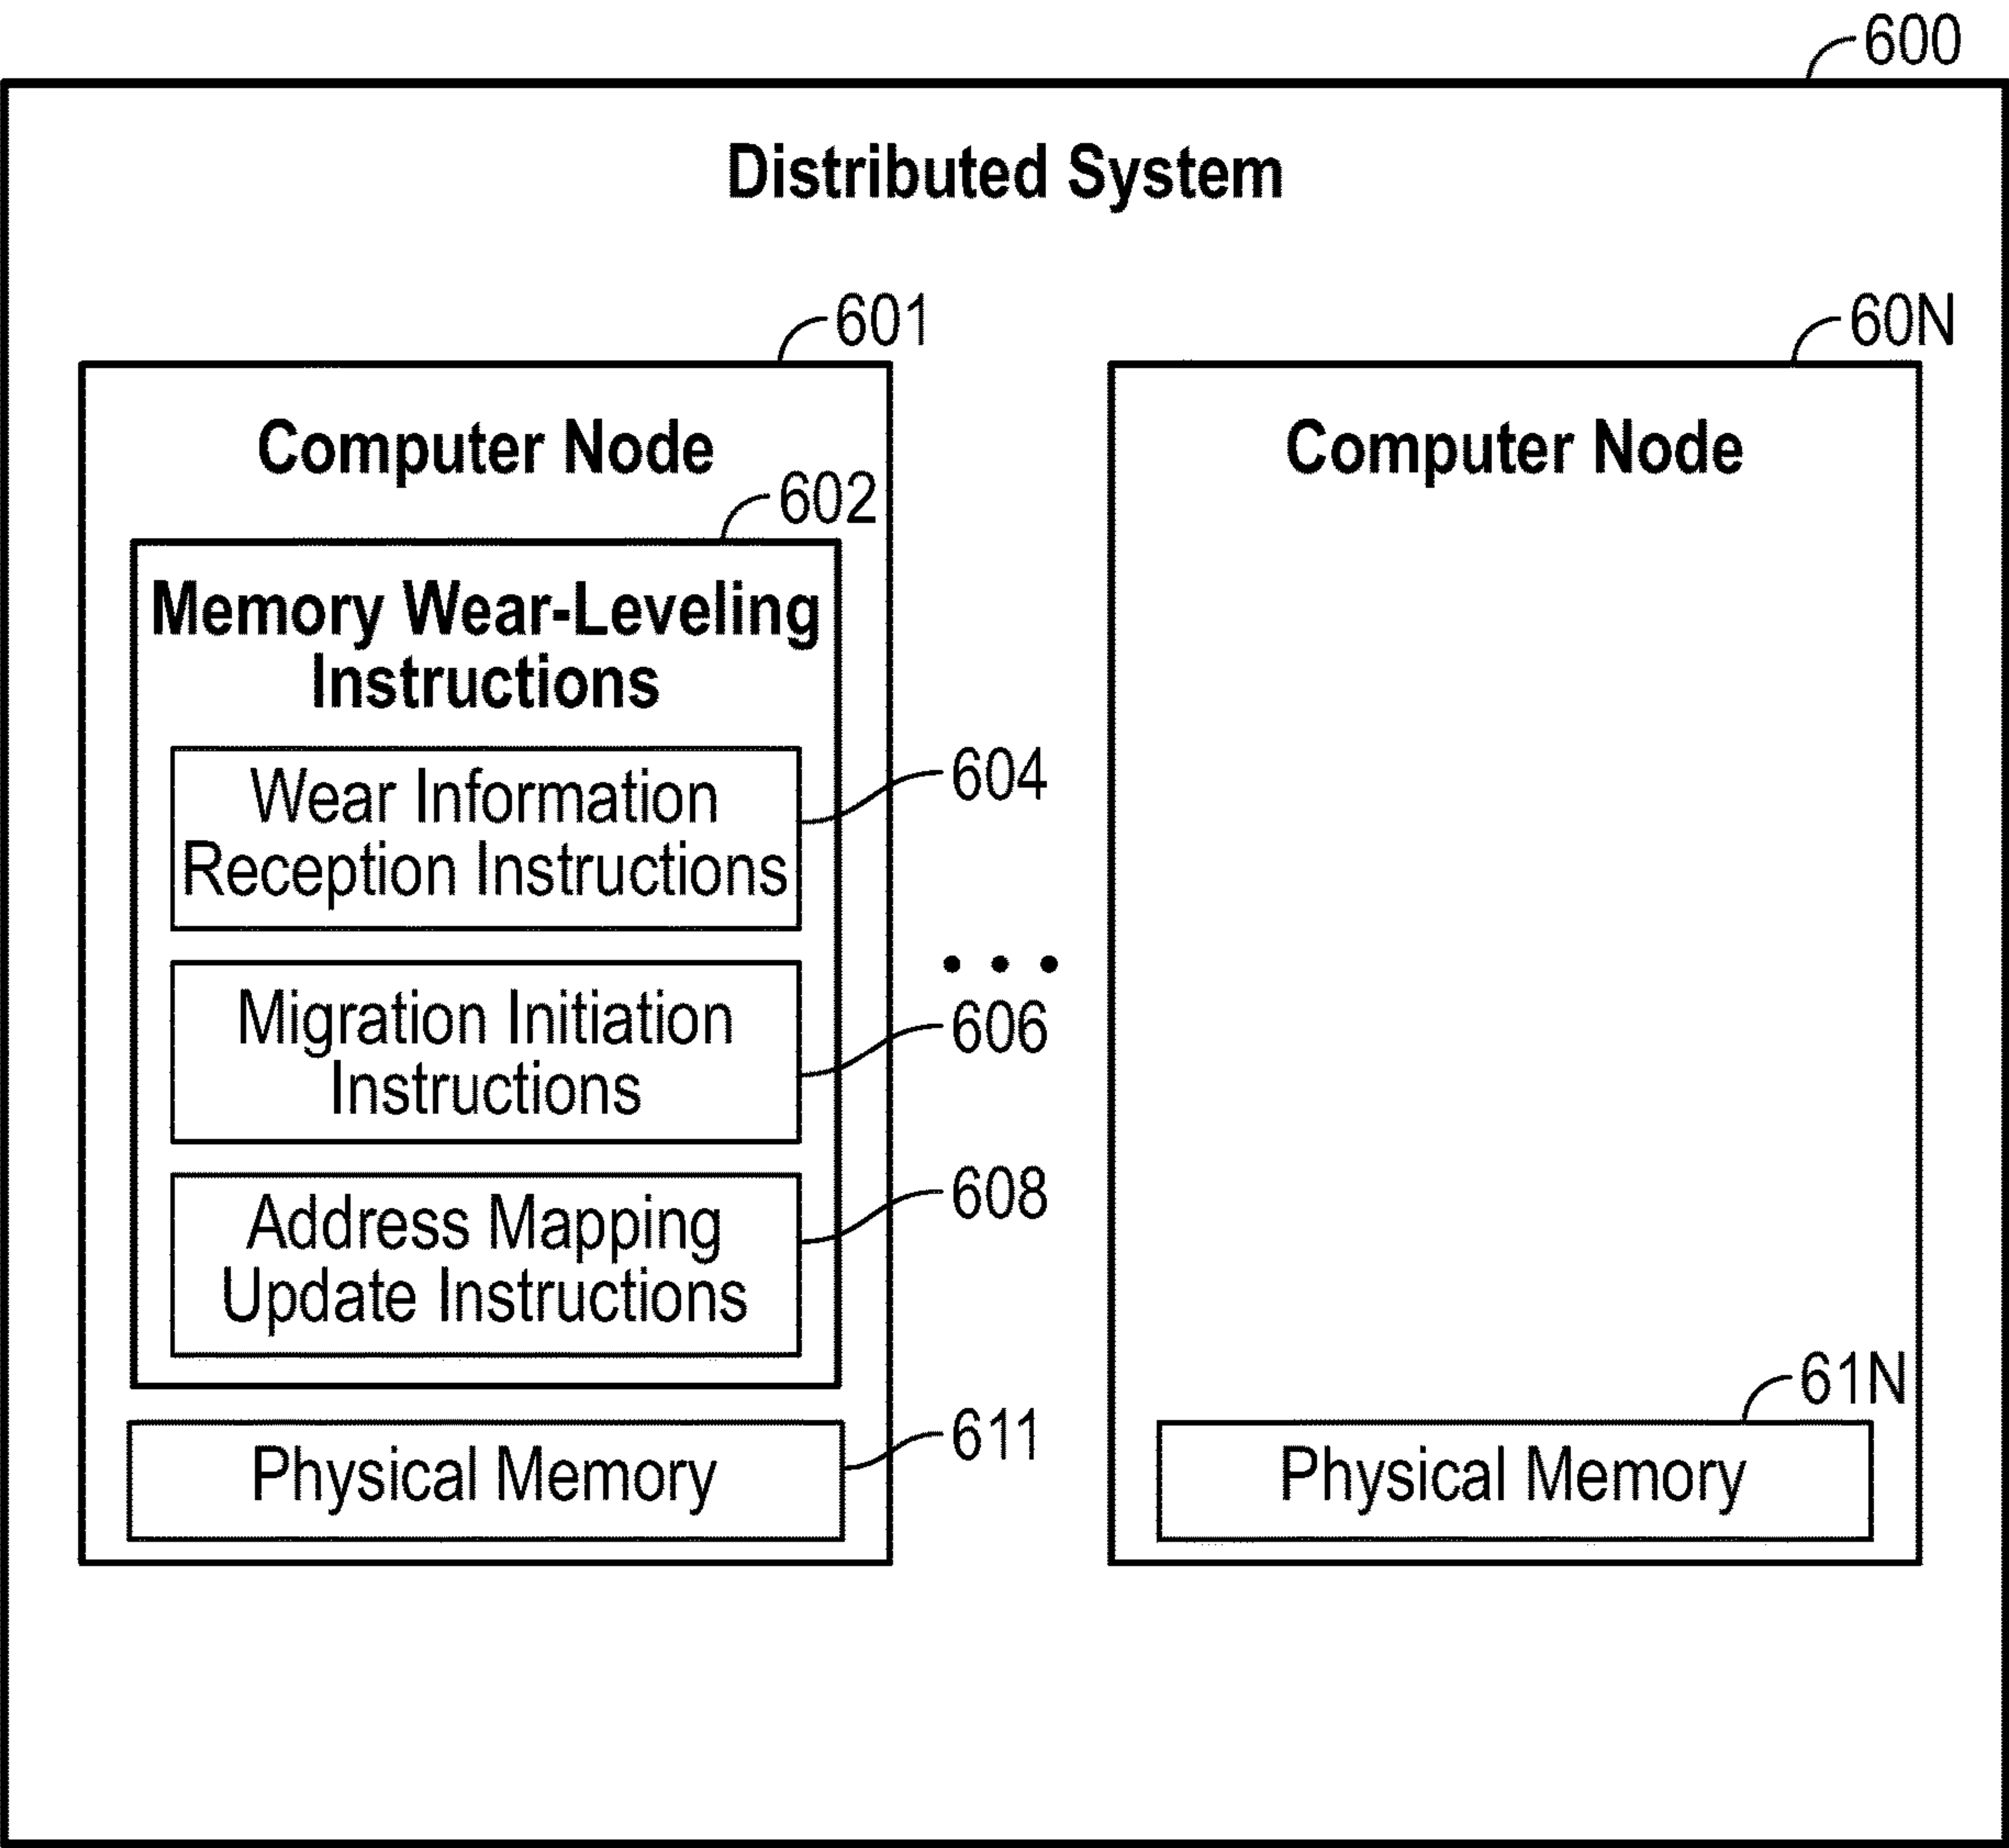 600
Distributed System
601
60N
Computer Node
Computer Node
602
Memory Wear-Leveling
Instructions
Wear Information
Reception Instructions
604
• • •
Migration Initiation
Instructions
606
Address Mapping
Update Instructions
608
Physical Memory
611
61N
Physical Memory